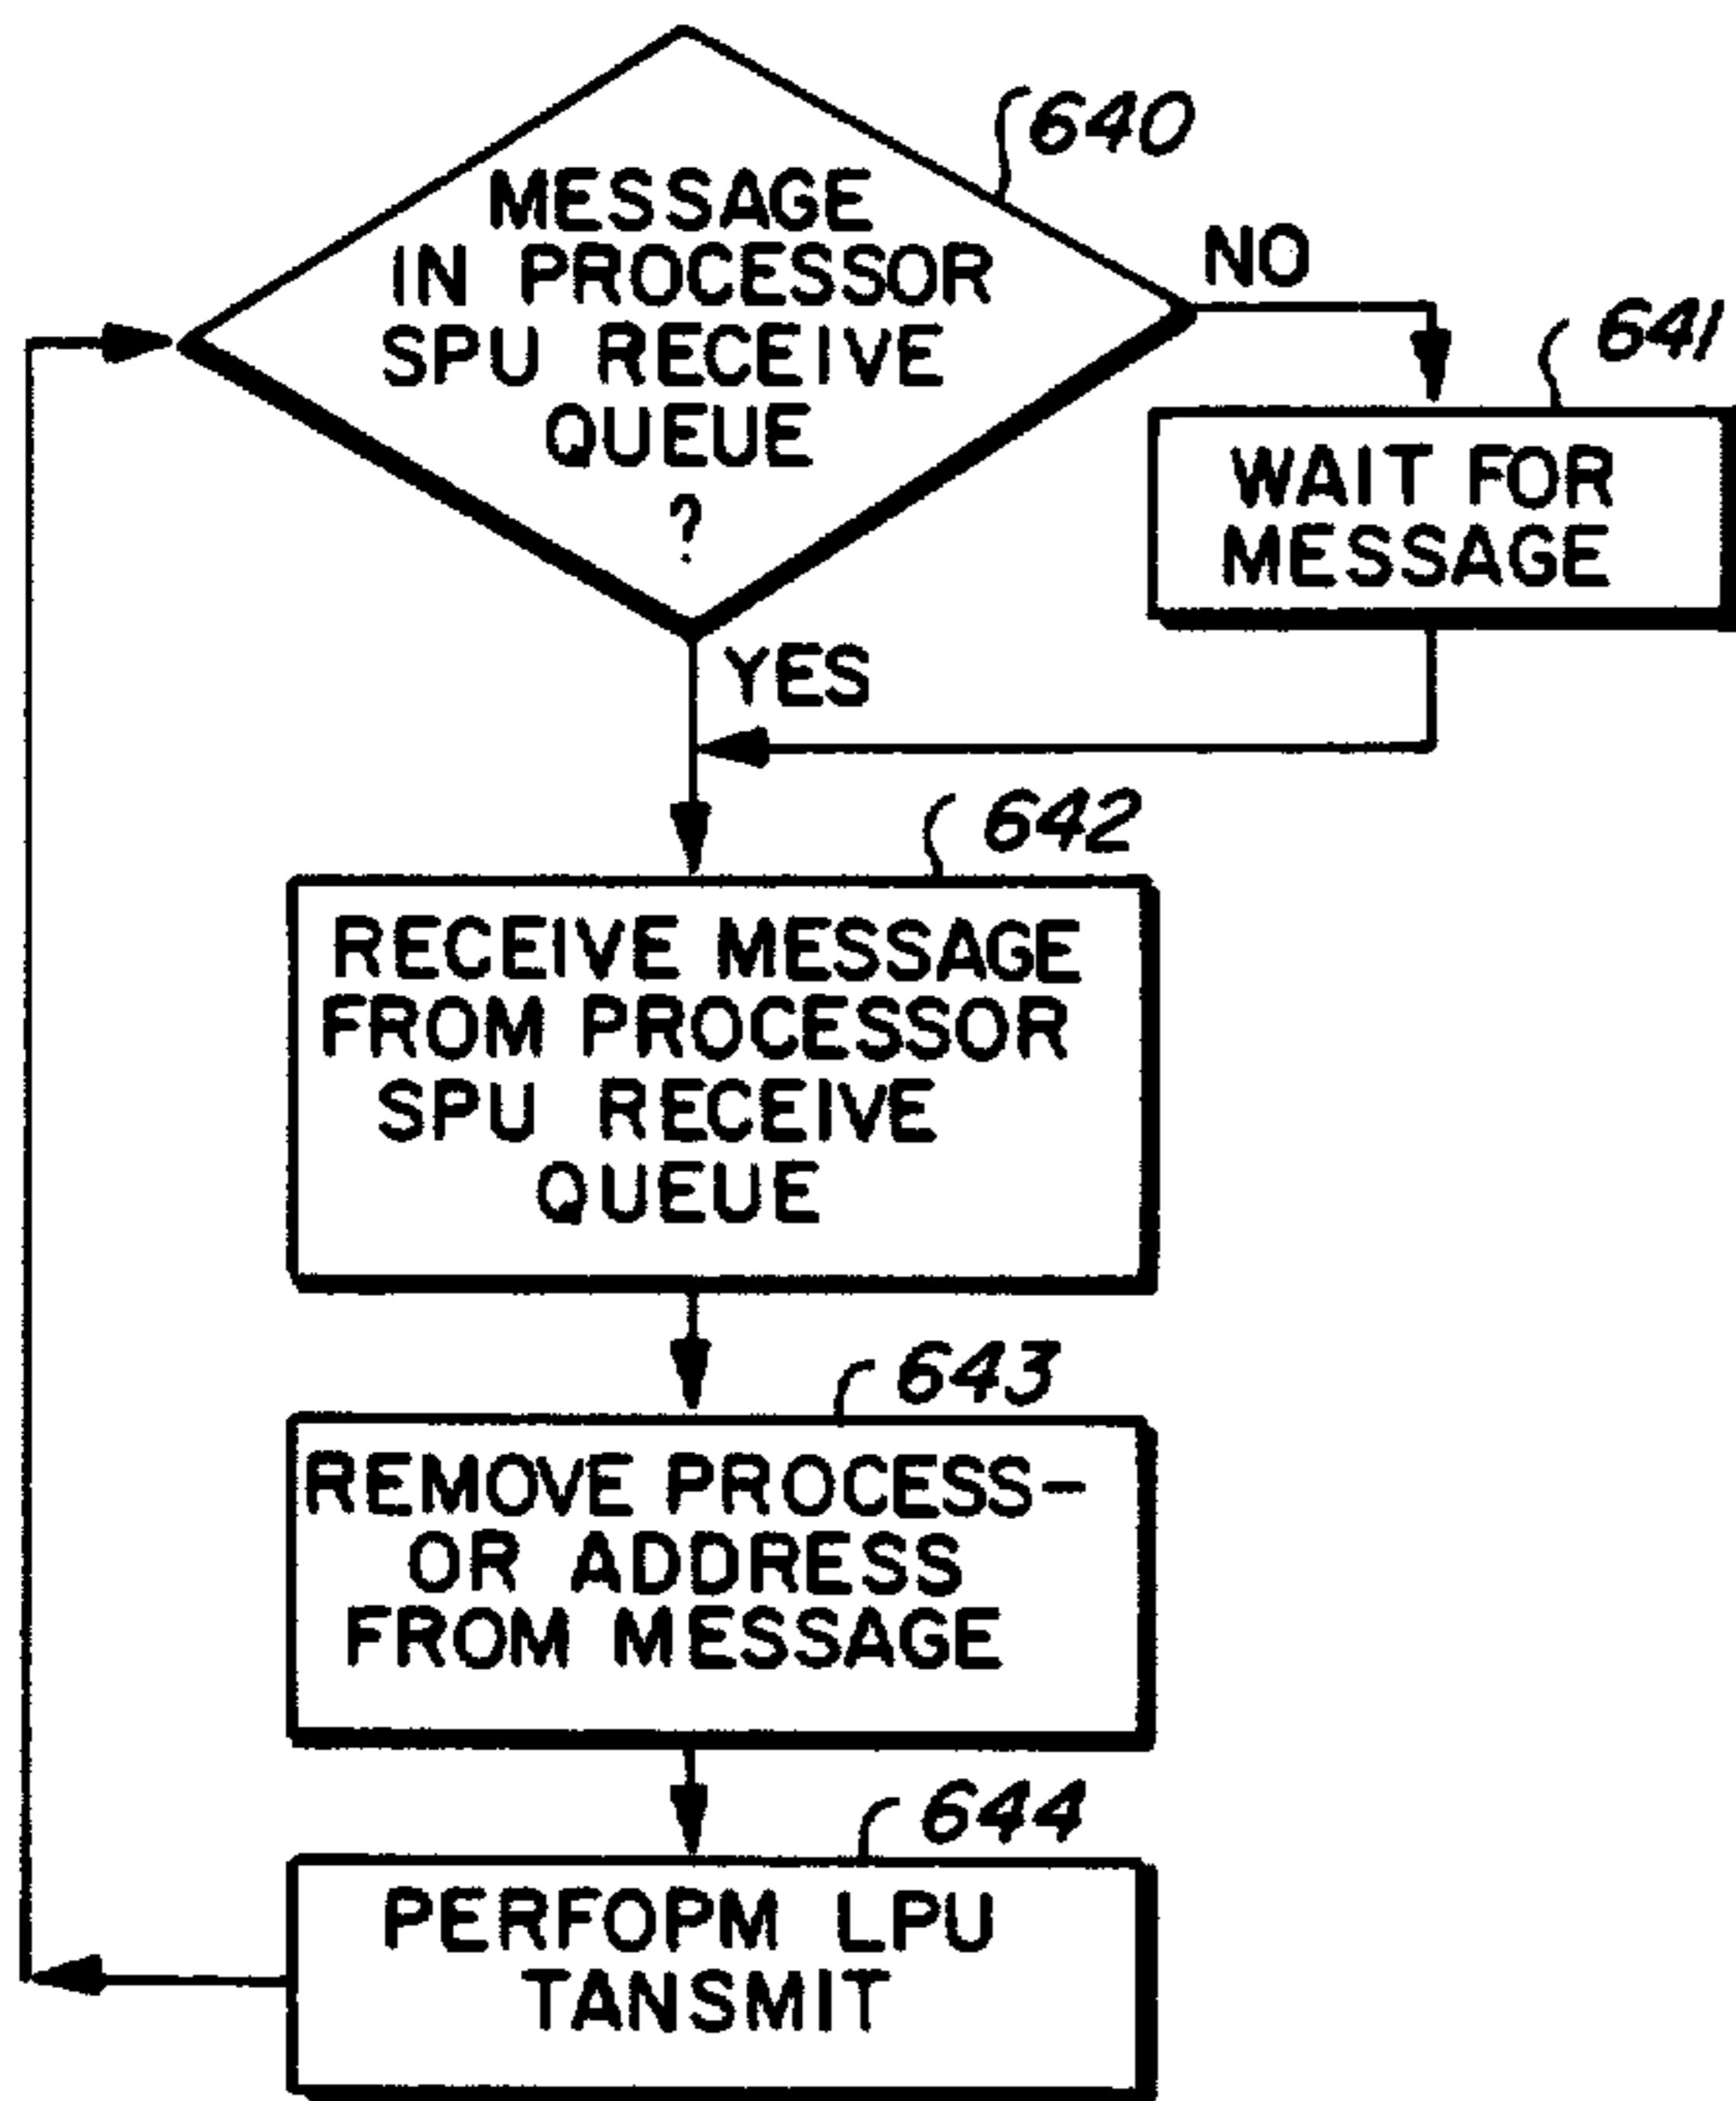 640
MESSAGE
IN PROCESSOR
SPU RECEIVE
QUEUE
?
NO
641
WAIT FOR
MESSAGE
YES
642
RECEIVE MESSAGE
FROM PROCESSOR
SPU RECEIVE
QUEUE
643
REMOVE PROCESS-
OR ADDRESS
FROM MESSAGE
644
PERFOPM LPU
TANSMIT